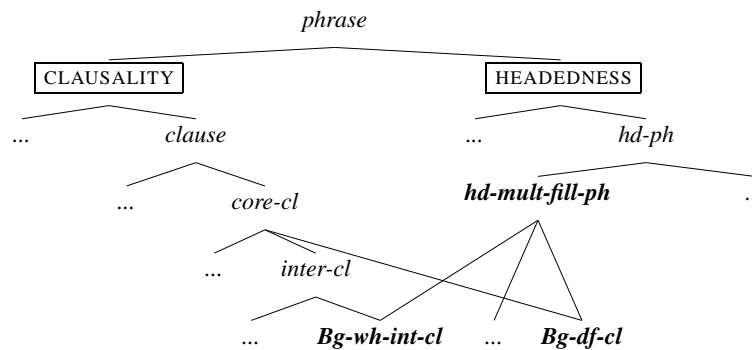 phrase
CLAUSALITY HEADEDNESS
... clause ... hd-ph
... core-cl hd-mult-fill-ph ...
... inter-cl
... Bg-wh-int-cl ... Bg-df-cl